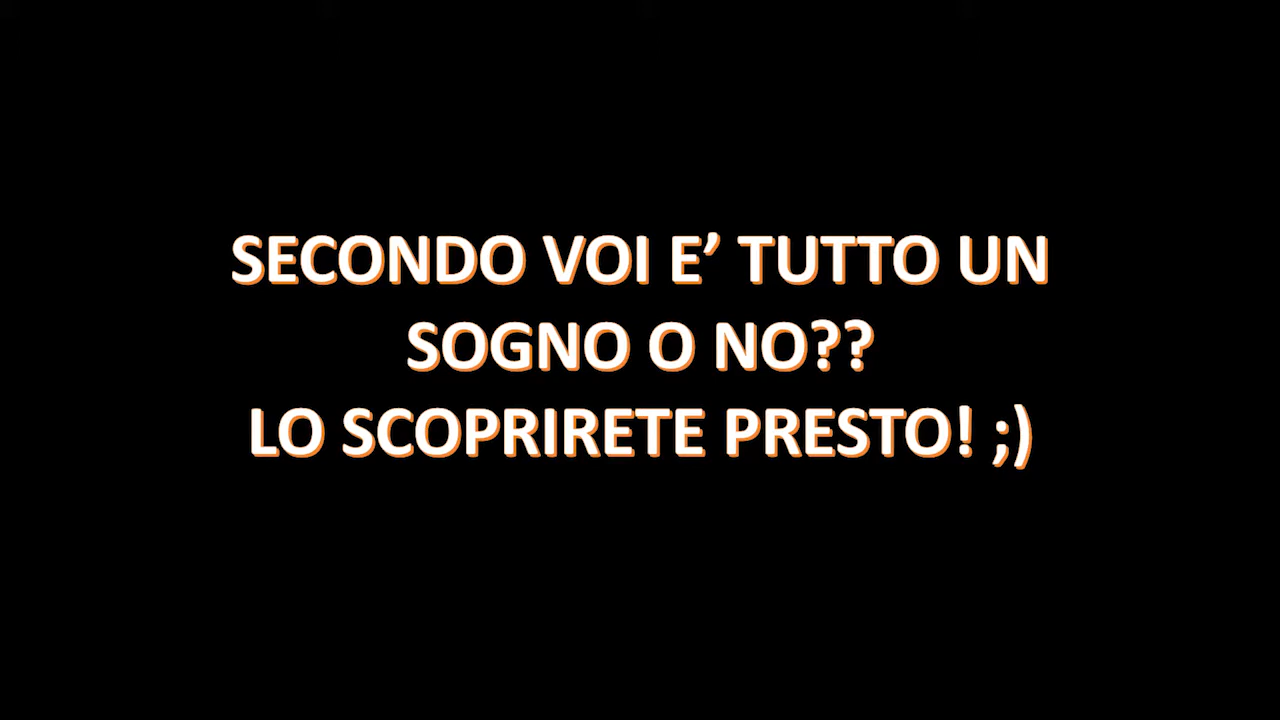 SECONDO VOI E’ TUTTO UN
SOGNO O NO??
LO SCOPRIRETE PRESTO! ;)